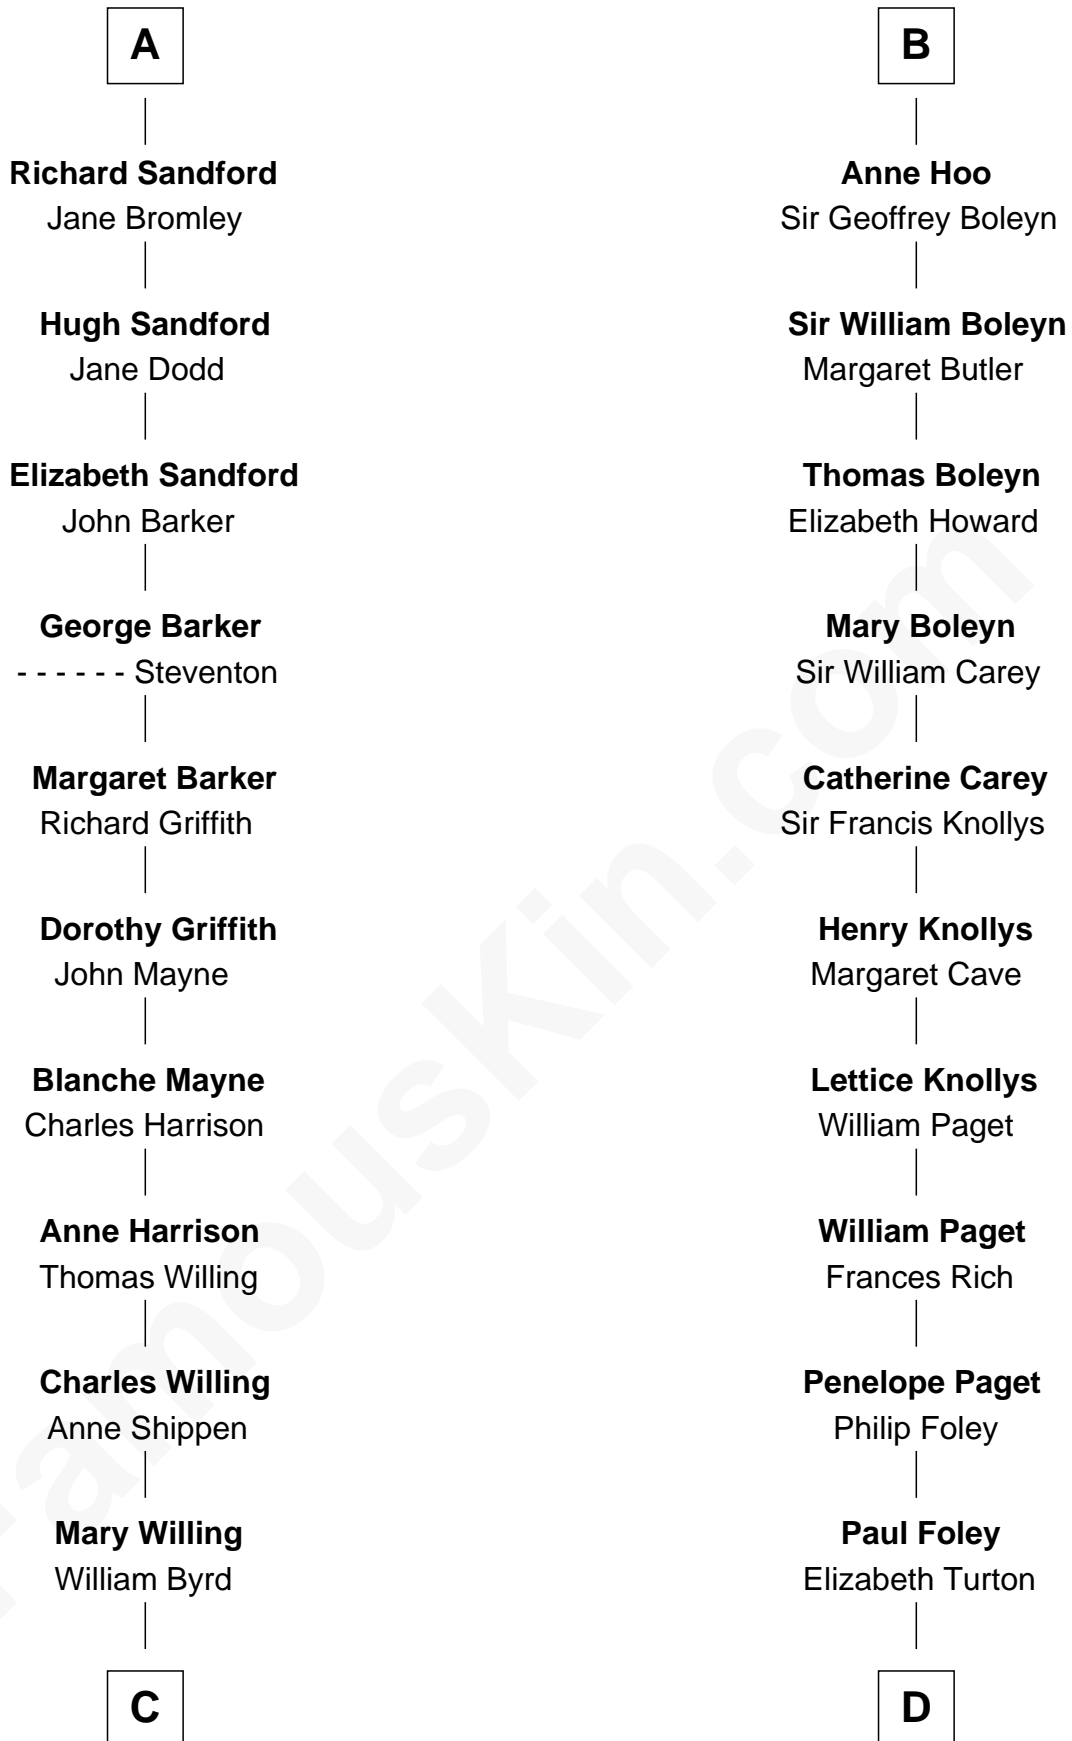 A
Richard Sandford
Jane Bromley
Hugh Sandford
Jane Dodd
Elizabeth Sandford
John Barker
George Barker
- - - - - - Steventon
Margaret Barker
Richard Griffith
Dorothy Griffith
John Mayne
Blanche Mayne
Charles Harrison
Anne Harrison
Thomas Willing
Charles Willing
Anne Shippen
Mary Willing
William Byrd
C
B
Anne Hoo
Sir Geoffrey Boleyn
Sir William Boleyn
Margaret Butler
Thomas Boleyn
Elizabeth Howard
Mary Boleyn
Sir William Carey
Catherine Carey
Sir Francis Knollys
Henry Knollys
Margaret Cave
Lettice Knollys
William Paget
William Paget
Frances Rich
Penelope Paget
Philip Foley
Paul Foley
Elizabeth Turton
D
FamousKin.com